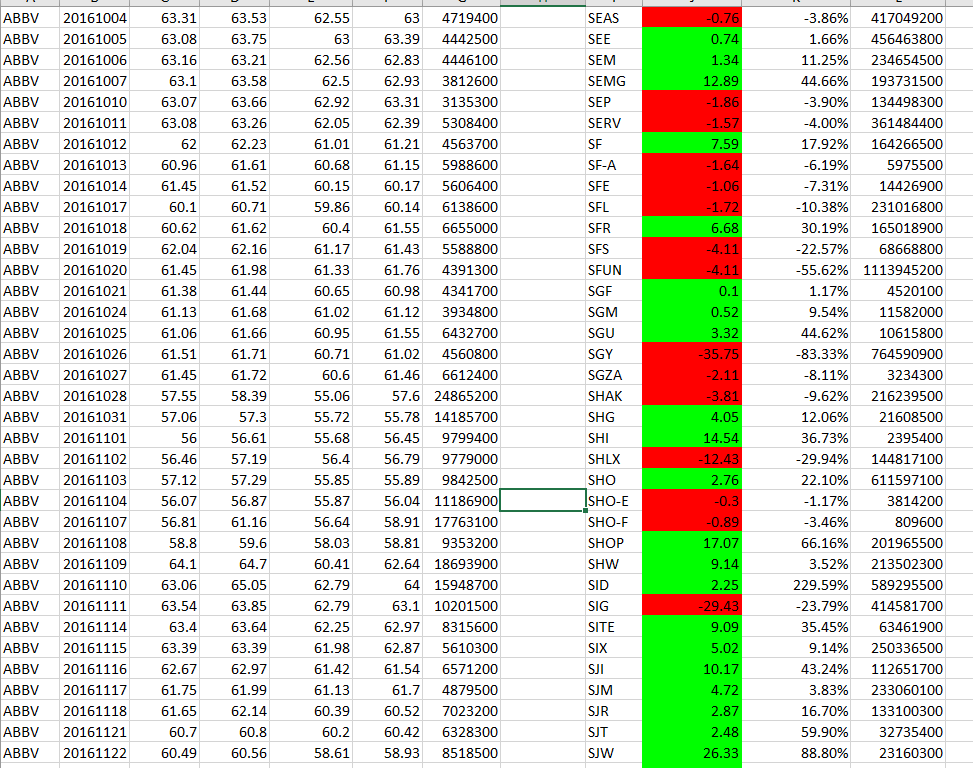 ABBV 20161004 63.31 63.53 62.55 63 4719400 SEAS -0.76 -3.86% 417049200
ABBV 20161005 63.08 63.75 63 63.39 4442500 SEE 0.74 1.66% 456463800
ABBV 20161006 63.16 63.21 62.56 62.83 4446100 SEM 1.34 11.25% 234654500
ABBV 20161007 63.1 63.58 62.5 62.93 3812600 SEMG 12.89 44.66% 193731500
ABBV 20161010 63.07 63.66 62.92 63.31 3135300 SEP -1.86 -3.90% 134498300
ABBV 20161011 63.08 63.26 62.05 62.39 5308400 SERV -1.57 -4.00% 361484400
ABBV 20161012 62 62.23 61.01 61.21 4563700 SF 7.59 17.92% 164266500
ABBV 20161013 60.96 61.61 60.68 61.15 5988600 SF-A -1.64 -6.19% 5975500
ABBV 20161014 61.45 61.52 60.15 60.17 5606400 SFE -1.06 -7.31% 14426900
ABBV 20161017 60.1 60.71 59.86 60.14 6138600 SFL -1.72 -10.38% 231016800
ABBV 20161018 60.62 61.62 60.4 61.55 6655000 SFR 6.68 30.19% 165018900
ABBV 20161019 62.04 62.16 61.17 61.43 5588800 SFS -4.11 -22.57% 68668800
ABBV 20161020 61.45 61.98 61.33 61.76 4391300 SFUN -4.11 -55.62% 1113945200
ABBV 20161021 61.38 61.44 60.65 60.98 4341700 SGF 0.1 1.17% 4520100
ABBV 20161024 61.13 61.68 61.02 61.12 3934800 SGM 0.52 9.54% 11582000
ABBV 20161025 61.06 61.66 60.95 61.55 6432700 SGU 3.32 44.62% 10615800
ABBV 20161026 61.51 61.71 60.71 61.02 4560800 SGY -35.75 -83.33% 764590900
ABBV 20161027 61.45 61.72 60.6 61.46 6612400 SGZA -2.11 -8.11% 3234300
ABBV 20161028 57.55 58.39 55.06 57.6 24865200 SHAK -3.81 -9.62% 216239500
ABBV 20161031 57.06 57.3 55.72 55.78 14185700 SHG 4.05 12.06% 21608500
ABBV 20161101 56 56.61 55.68 56.45 9799400 SHI 14.54 36.73% 2395400
ABBV 20161102 56.46 57.19 56.4 56.79 9779000 SHLX -12.43 -29.94% 144817100
ABBV 20161103 57.12 57.29 55.85 55.89 9842500 SHO 2.76 22.10% 611597100
ABBV 20161104 56.07 56.87 55.87 56.04 11186900 SHO-E -0.3 -1.17% 3814200
ABBV 20161107 56.81 61.16 56.64 58.91 17763100 SHO-F -0.89 -3.46% 809600
ABBV 20161108 58.8 59.6 58.03 58.81 9353200 SHOP 17.07 66.16% 201965500
ABBV 20161109 64.1 64.7 60.41 62.64 18693900 SHW 9.14 3.52% 213502300
ABBV 20161110 63.06 65.05 62.79 64 15948700 SID 2.25 229.59% 589295500
ABBV 20161111 63.54 63.85 62.79 63.1 10201500 SIG -29.43 -23.79% 414581700
ABBV 20161114 63.4 63.64 62.25 62.97 8315600 SITE 9.09 35.45% 63461900
ABBV 20161115 63.39 63.39 61.98 62.87 5610300 SIX 5.02 9.14% 250336500
ABBV 20161116 62.67 62.97 61.42 61.54 6571200 SJI 10.17 43.24% 112651700
ABBV 20161117 61.75 61.99 61.13 61.7 4879500 SJM 4.72 3.83% 233060100
ABBV 20161118 61.65 62.14 60.39 60.52 7023200 SJR 2.87 16.70% 133100300
ABBV 20161121 60.7 60.8 60.2 60.42 6328300 SJT 2.48 59.90% 32735400
ABBV 20161122 60.49 60.56 58.61 58.93 8518500 SJW 26.33 88.80% 23160300